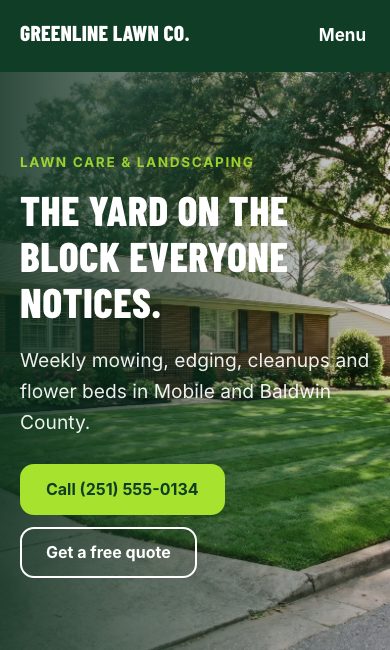 GREENLINE LAWN CO.
Menu
LAWN CARE & LANDSCAPING
THE YARD ON THE
BLOCK EVERYONE
NOTICES.
Weekly mowing, edging, cleanups and
flower beds in Mobile and Baldwin
County.
Call (251) 555-0134
Get a free quote